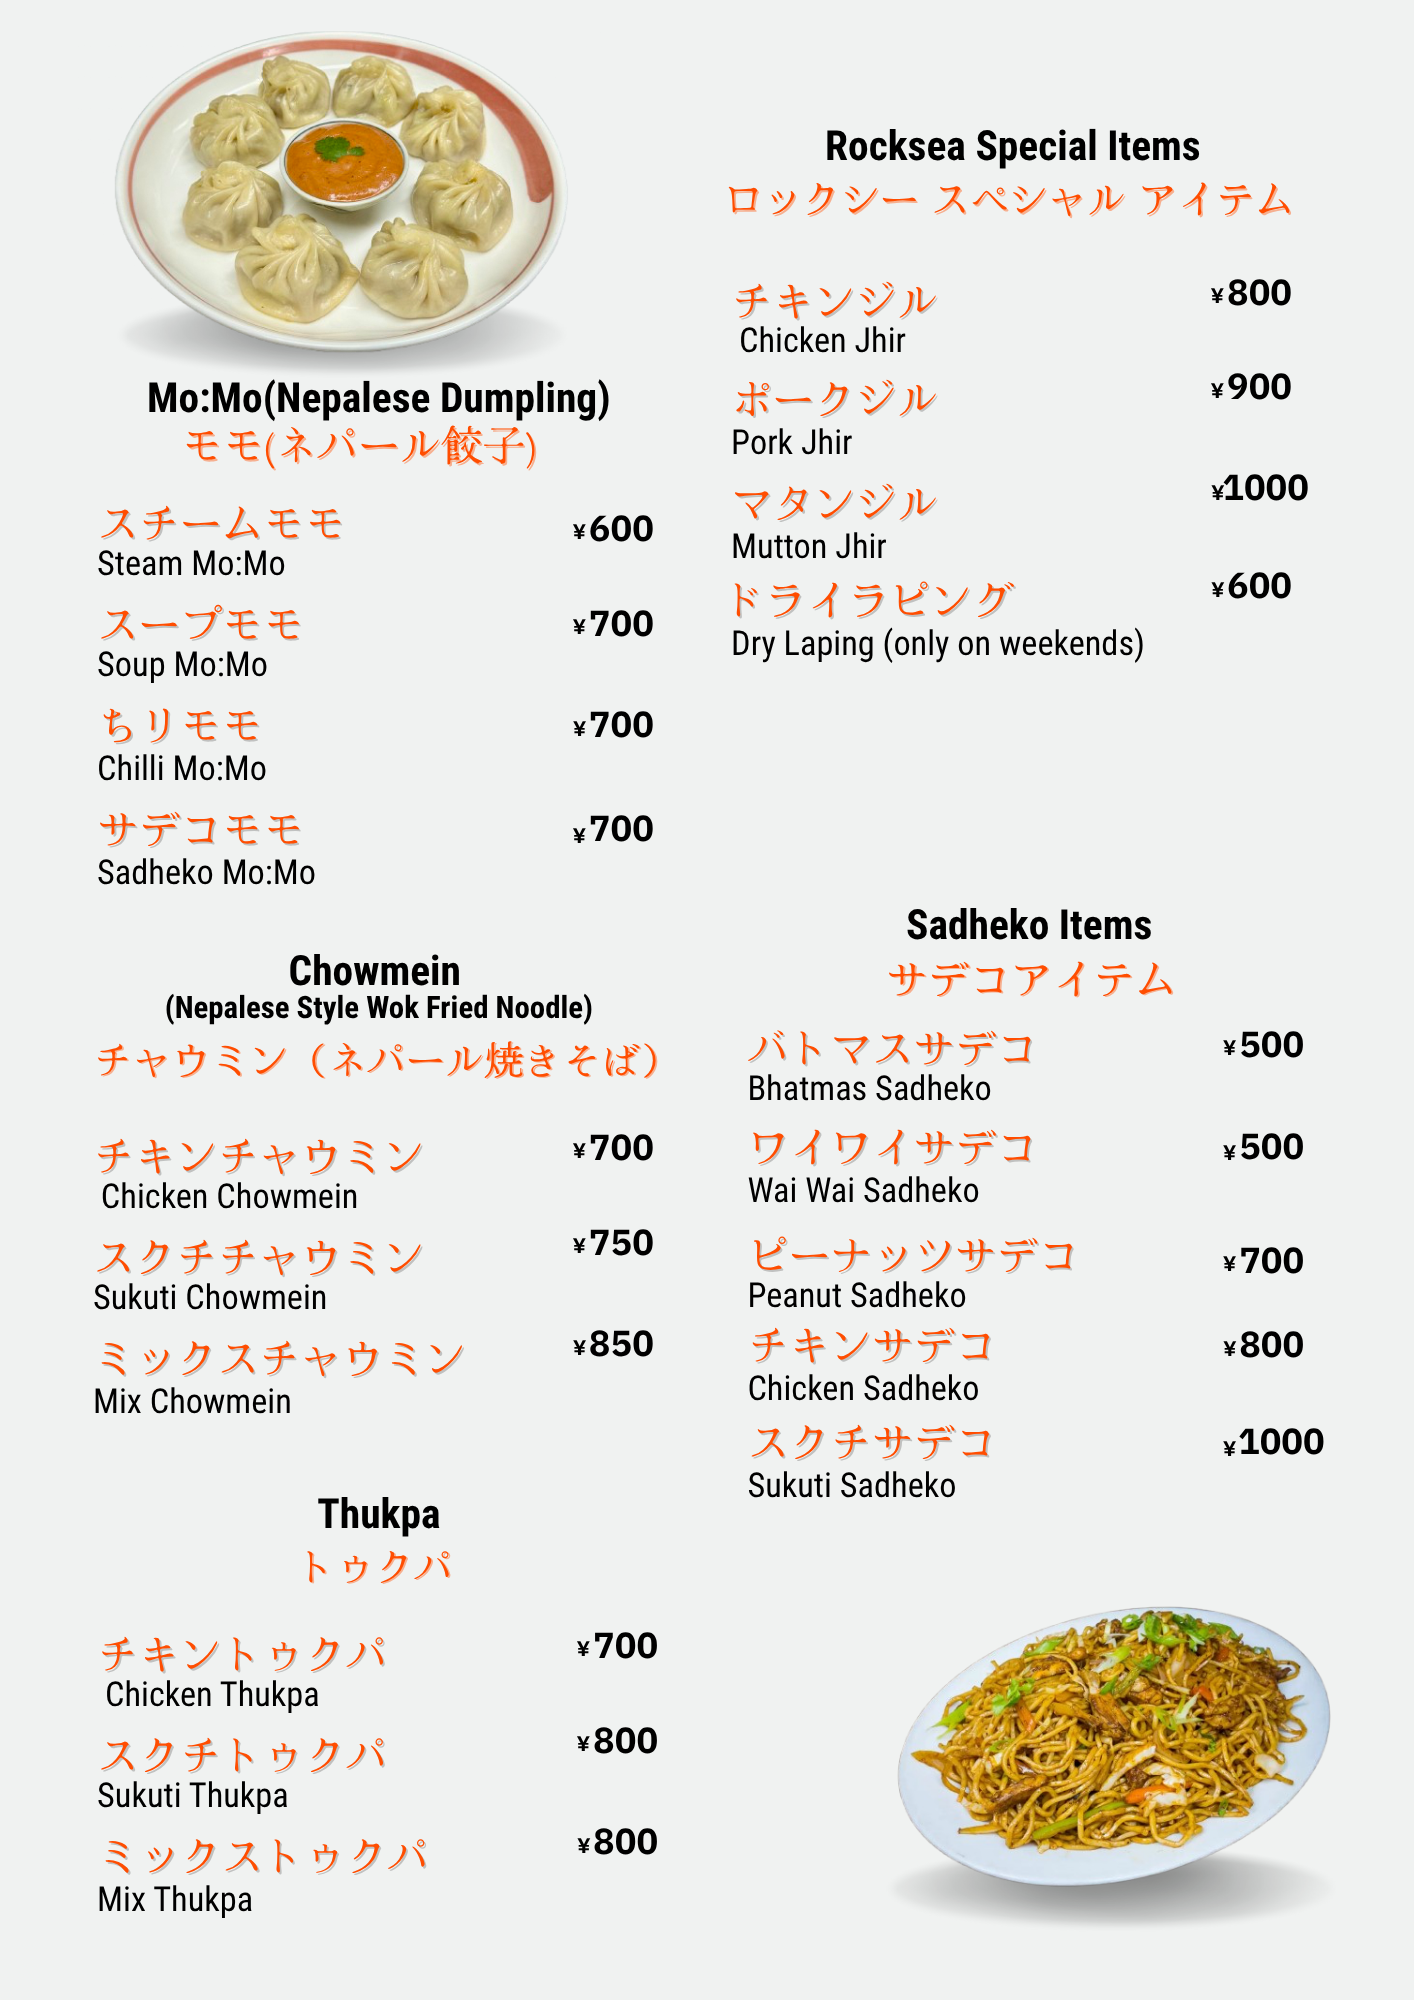 Mo:Mo(Nepalese Dumpling)
モモ(ネパール餃子)
スチームモモ ¥600
Steam Mo:Mo
スープモモ ¥700
Soup Mo:Mo
ちリモモ ¥700
Chilli Mo:Mo
サデコモモ ¥700
Sadheko Mo:Mo
Chowmein
(Nepalese Style Wok Fried Noodle)
チャウミン（ネパール焼きそば）
チキンチャウミン ¥700
Chicken Chowmein
スクチチャウミン ¥750
Sukuti Chowmein
ミックスチャウミン ¥850
Mix Chowmein
Thukpa
トゥクパ
チキントゥクパ ¥700
Chicken Thukpa
スクチトゥクパ ¥800
Sukuti Thukpa
ミックストゥクパ ¥800
Mix Thukpa
Rocksea Special Items
ロックシー スペシャル アイテム
チキンジル ¥800
Chicken Jhir
ポークジル ¥900
Pork Jhir
マタンジル ¥1000
Mutton Jhir
ドライラピング ¥600
Dry Laping (only on weekends)
Sadheko Items
サデコアイテム
バトマスサデコ ¥500
Bhatmas Sadheko
ワイワイサデコ ¥500
Wai Wai Sadheko
ピーナッツサデコ ¥700
Peanut Sadheko
チキンサデコ ¥800
Chicken Sadheko
スクチサデコ ¥1000
Sukuti Sadheko